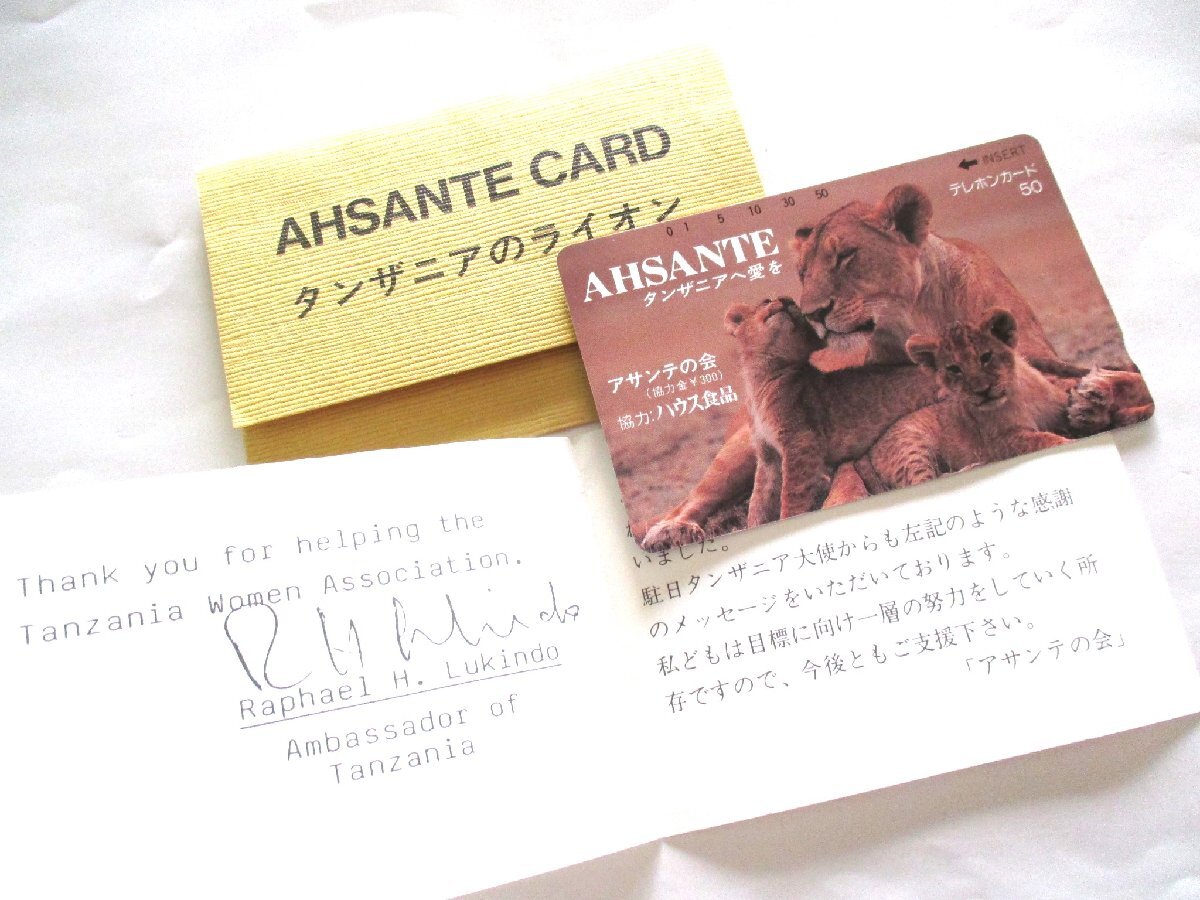 AHSANTE CARD
タンザニアのライオン
INSERT
テレホンカード
50
0 1 5 10 30 50
AHSANTE
タンザニアへ愛を
アサンテの会
(協力金¥300)
協力:ハウス食品
Thank you for helping the
Tanzania Women Association.
Raphael H. Lukindo
Ambassador of
Tanzania
いました。
駐日タンザニア大使からも左記のような感謝
のメッセージをいただいております。
私どもは目標に向け一層の努力をしていく所
存ですので、今後ともご支援下さい。
「アサンテの会」